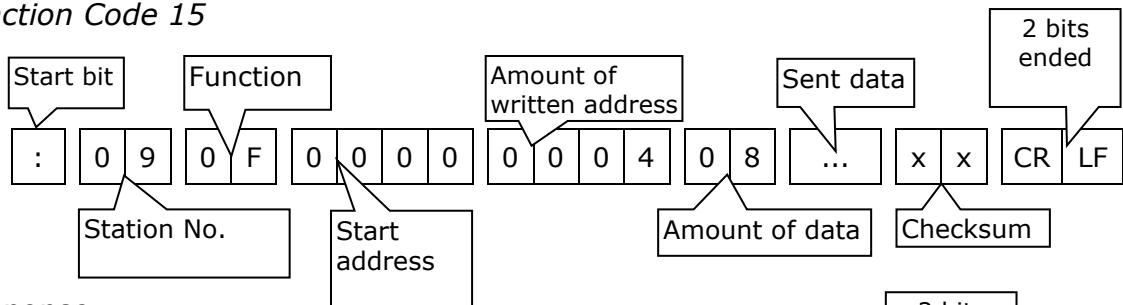 ction Code 15
2 bits
ended
Start bit
Function
Amount of
written address
Sent data
: 0 9 0 F 0 0 0 0 0 0 0 4 0 8 ... x x CR LF
Station No.
Start
address
Amount of data
Checksum